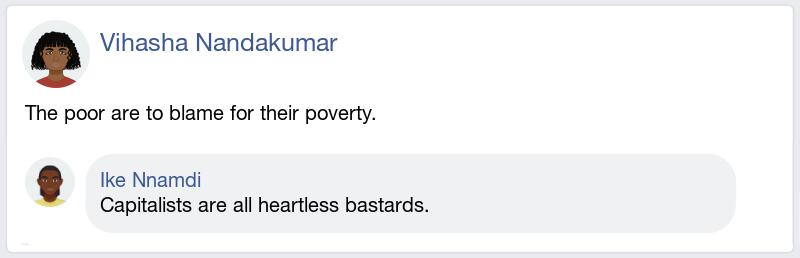 Vihasha Nandakumar
The poor are to blame for their poverty.
Ike Nnamdi
Capitalists are all heartless bastards.